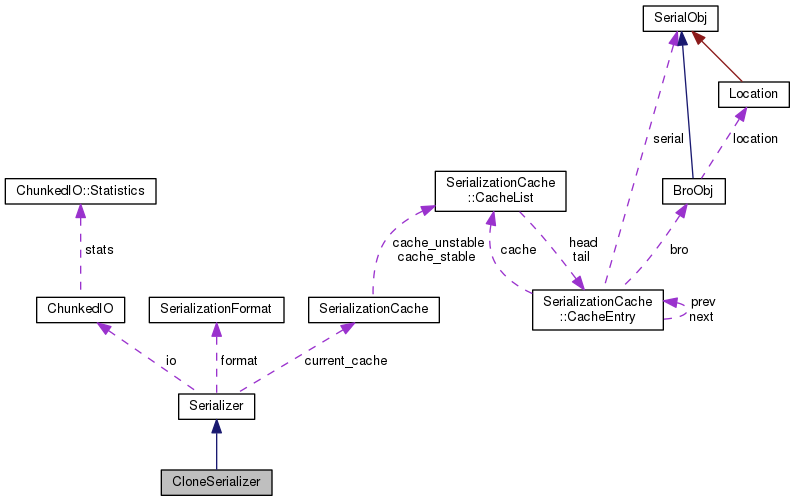 SerialObj
Location
serial
location
ChunkedIO::Statistics
SerializationCache
::CacheList
BroObj
stats
cache_unstable
cache_stable
cache
head
tail
bro
ChunkedIO
SerializationFormat
SerializationCache
SerializationCache
::CacheEntry
prev
next
io
format
current_cache
Serializer
CloneSerializer